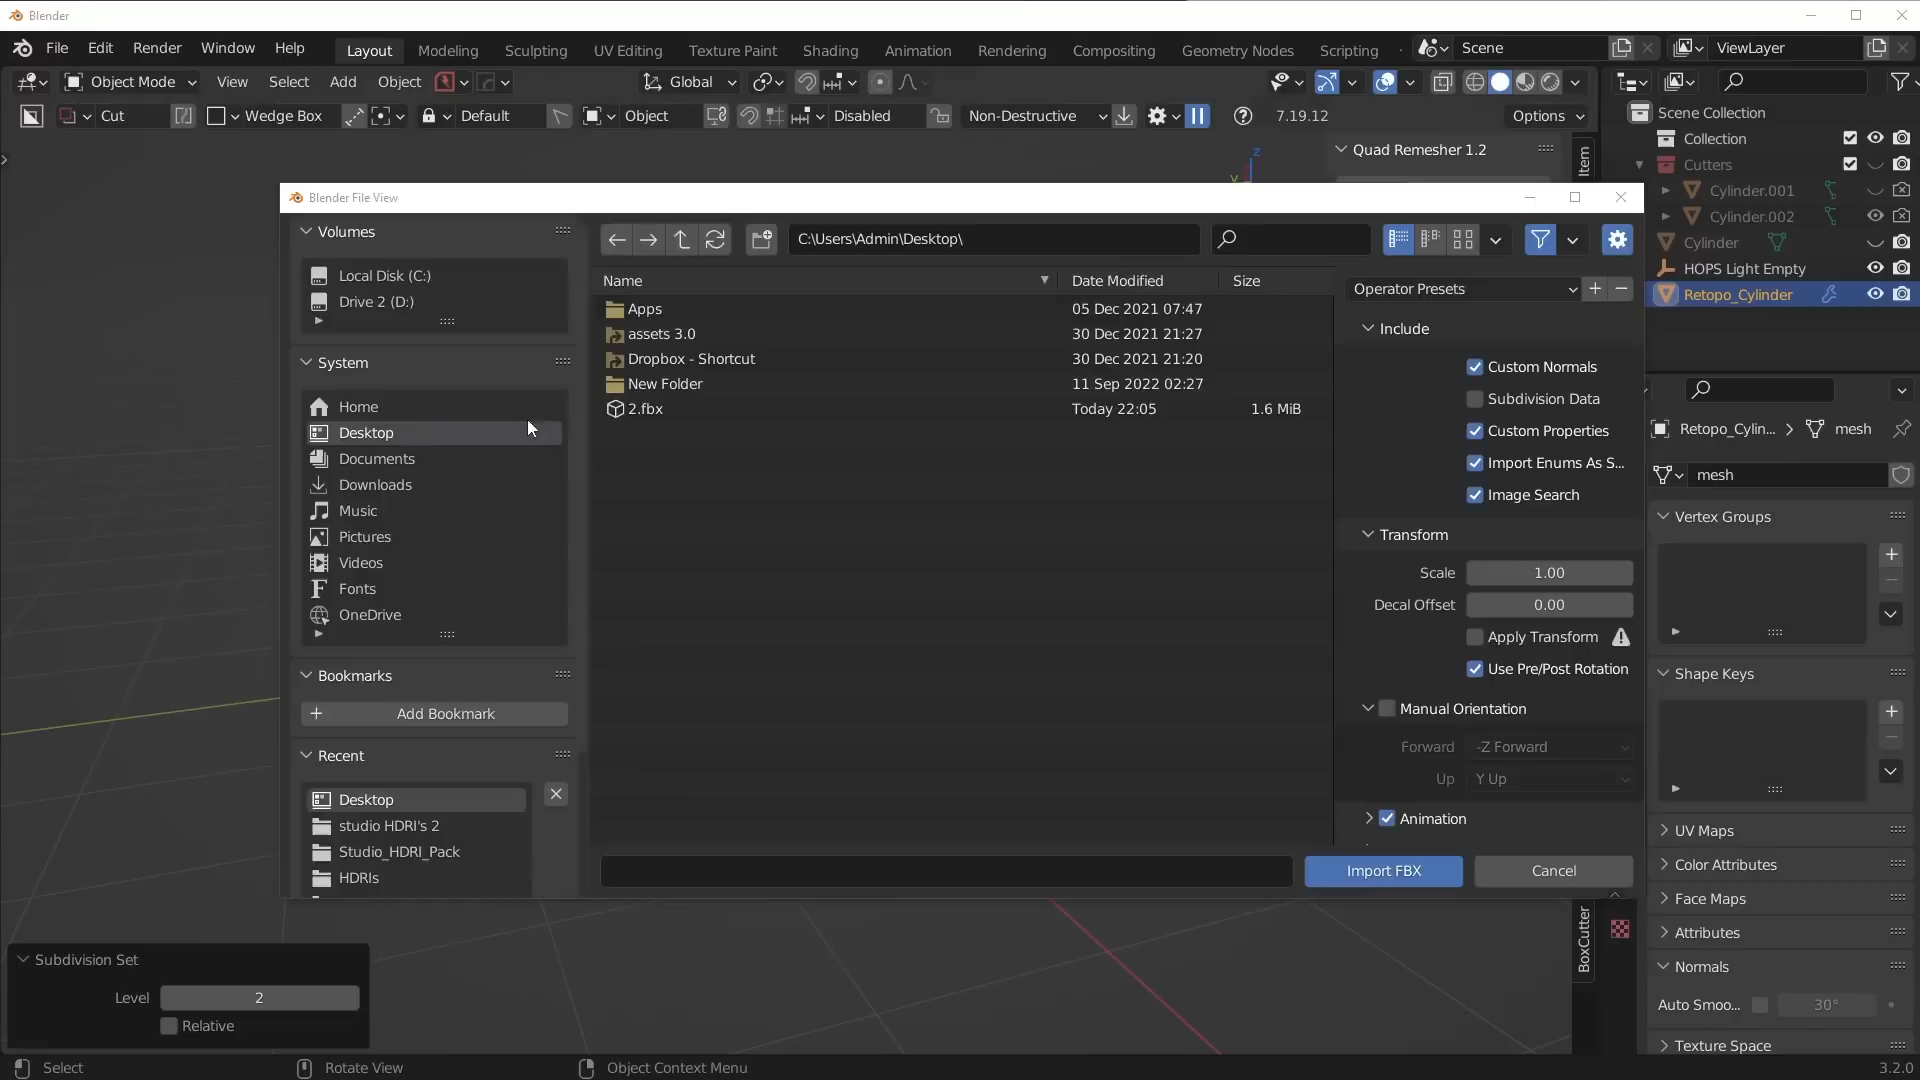 Blender
File Edit Render Window Help Layout Modeling Sculpting UV Editing Texture Paint Shading Animation Rendering Compositing Geometry Nodes Scripting Scene ViewLayer
Object Mode View Select Add Object Global
Cut Wedge Box Default Object Disabled Non-Destructive 7.19.12 Options
Scene Collection
Collection
Cutters
Cylinder.001
Cylinder.002
Cylinder
HOPS Light Empty
Retopo_Cylinder
Quad Remesher 1.2
Item
Z
Y
Blender File View
Volumes
Local Disk (C:)
Drive 2 (D:)
System
Home
Desktop
Documents
Downloads
Music
Pictures
Videos
Fonts
OneDrive
Bookmarks
Add Bookmark
Recent
Desktop
studio HDRI's 2
Studio_HDRI_Pack
HDRIs
C:\Users\Admin\Desktop\
Name Date Modified Size
Apps 05 Dec 2021 07:47
assets 3.0 30 Dec 2021 21:27
Dropbox - Shortcut 30 Dec 2021 21:20
New Folder 11 Sep 2022 02:27
2.fbx Today 22:05 1.6 MiB
Operator Presets
Include
Custom Normals
Subdivision Data
Custom Properties
Import Enums As S...
Image Search
Transform
Scale 1.00
Decal Offset 0.00
Apply Transform
Use Pre/Post Rotation
Manual Orientation
Forward -Z Forward
Up Y Up
Animation
Import FBX Cancel
Retopo_Cylin... mesh
mesh
Vertex Groups
Shape Keys
UV Maps
Color Attributes
Face Maps
Attributes
Normals
Auto Smoo... 30°
Texture Space
BoxCutter
Subdivision Set
Level 2
Relative
Select Rotate View Object Context Menu 3.2.0